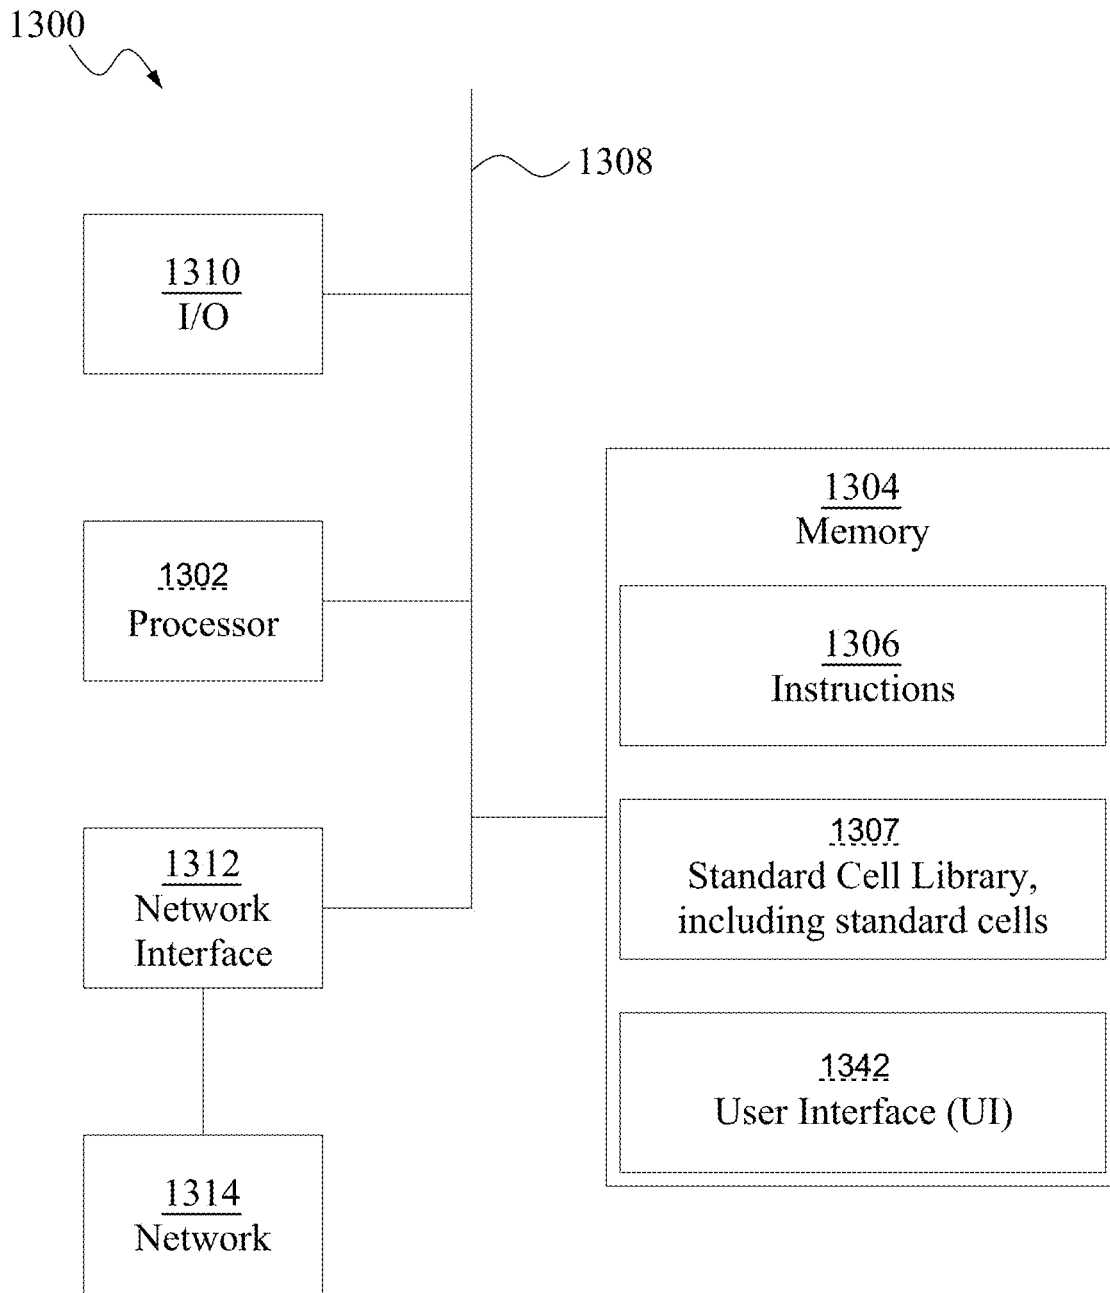 1300
1308
1310
I/O
1304
Memory
1302
Processor
1306
Instructions
1307
Standard Cell Library,
including standard cells
1312
Network
Interface
1342
User Interface (UI)
1314
Network